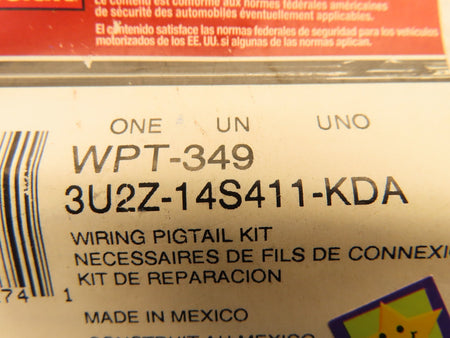 Le contenu est conforme aux normes fédérales américaines
de sécurité des automobiles éventuellement applicables.
El contenido satisface las normas federales de seguridad para los vehículos
motorizados de los EE. UU. si algunas de las normas aplican.
ONE UN UNO
WPT-349
3U2Z-14S411-KDA
WIRING PIGTAIL KIT
NECESSAIRES DE FILS DE CONNEXI
KIT DE REPARACION
74 1
MADE IN MEXICO